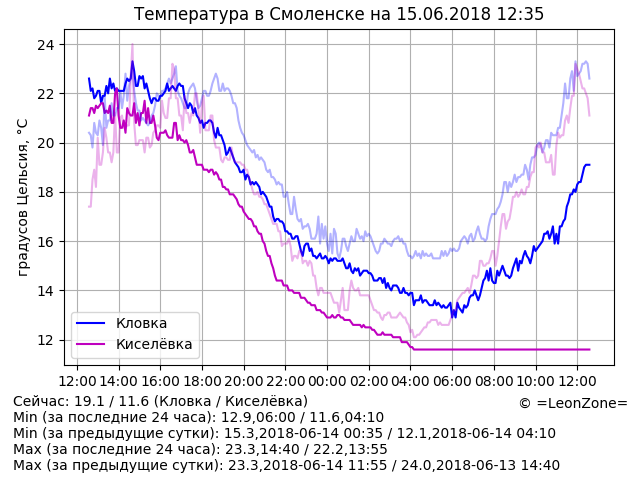 Температура в Смоленске на 15.06.2018 12:35
градусов Цельсия, °C
24
22
20
18
16
14
12
Кловка
Киселёвка
12:00 14:00 16:00 18:00 20:00 22:00 00:00 02:00 04:00 06:00 08:00 10:00 12:00
Сейчас: 19.1 / 11.6 (Кловка / Киселёвка)
© =LeonZone=
Min (за последние 24 часа): 12.9,06:00 / 11.6,04:10
Min (за предыдущие сутки): 15.3,2018-06-14 00:35 / 12.1,2018-06-14 04:10
Max (за последние 24 часа): 23.3,14:40 / 22.2,13:55
Max (за предыдущие сутки): 23.3,2018-06-14 11:55 / 24.0,2018-06-13 14:40